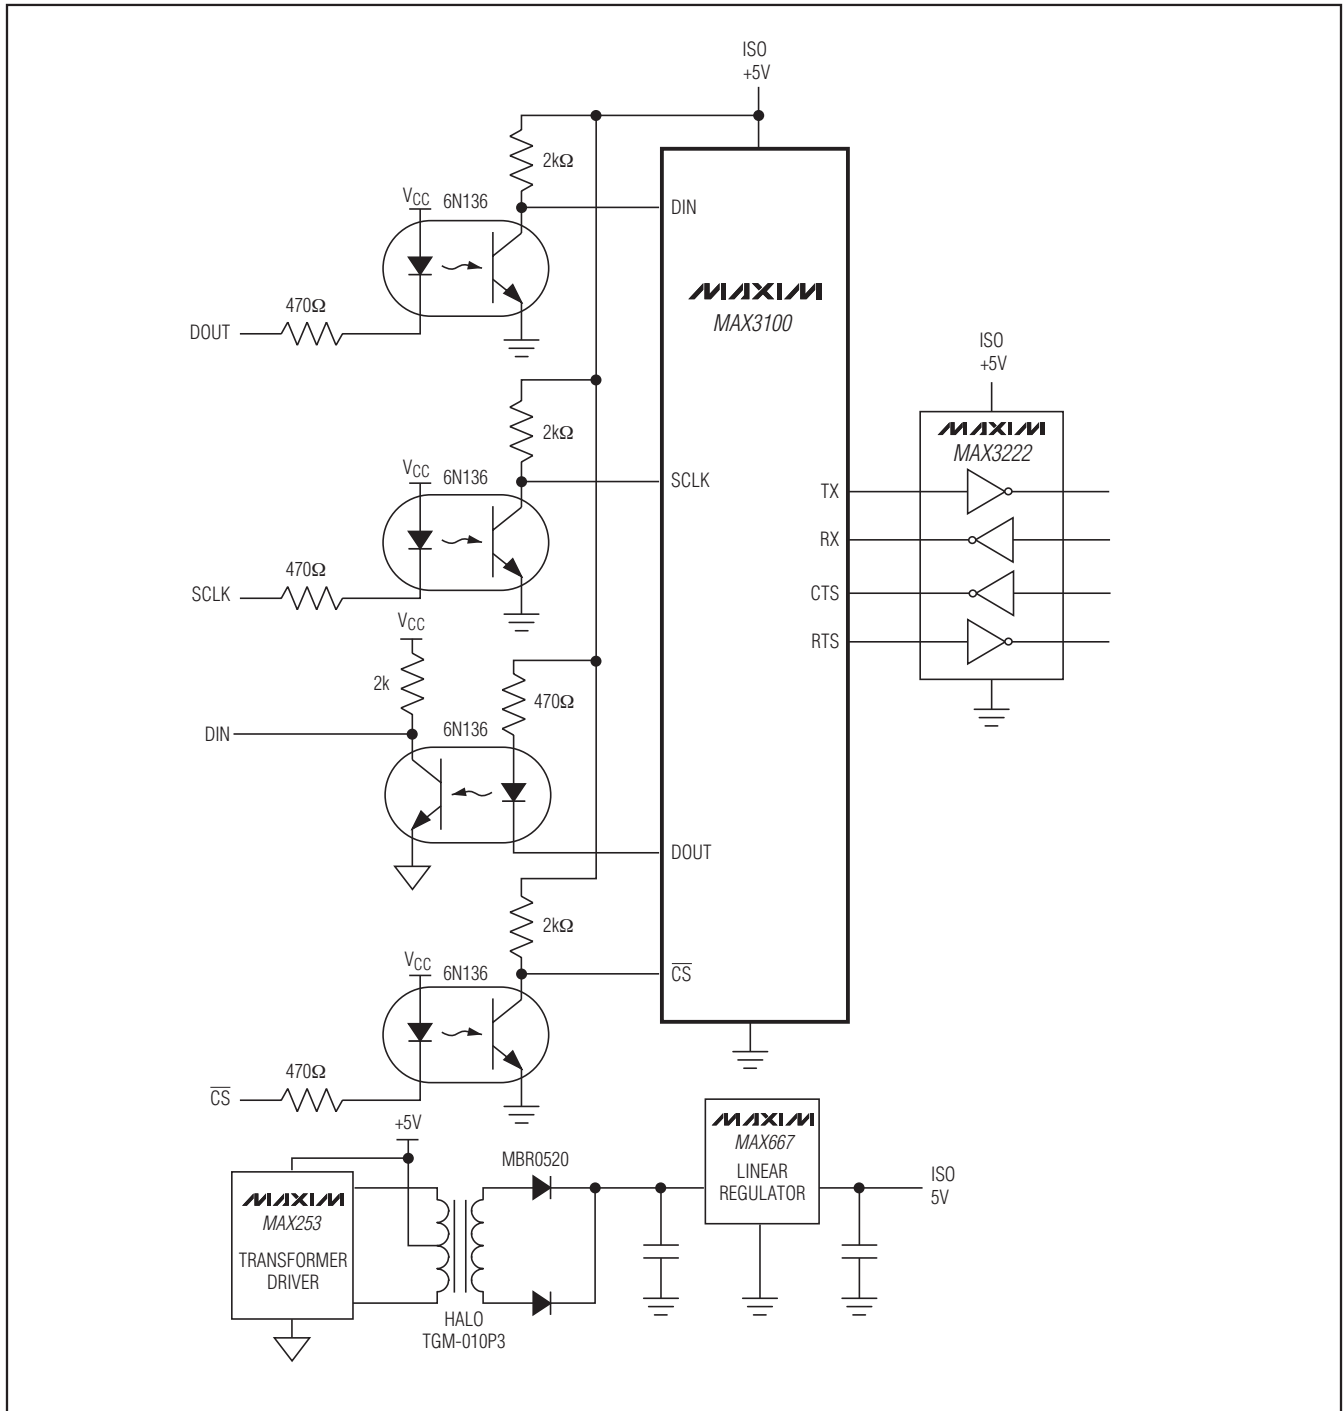 ISO
+5V
2kΩ
VCC
6N136
DIN
MAXIM
MAX3100
470Ω
DOUT
ISO
+5V
2kΩ
MAXIM
MAX3222
VCC
6N136
SCLK
TX
RX
470Ω
SCLK
CTS
VCC
RTS
2k
470Ω
DIN
6N136
DOUT
2kΩ
VCC
6N136
CS
470Ω
CS
+5V
MAXIM
MAX667
LINEAR
REGULATOR
MBR0520
ISO
5V
MAXIM
MAX253
TRANSFORMER
DRIVER
HALO
TGM-010P3